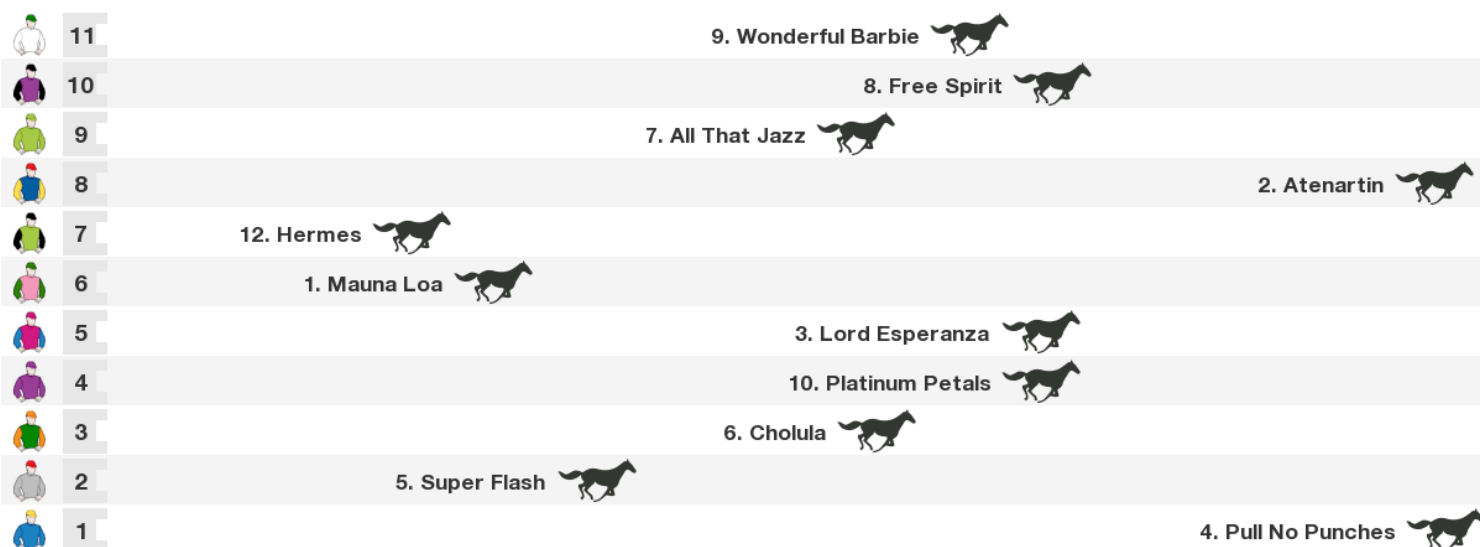 11 9. Wonderful Barbie
10 8. Free Spirit
9 7. All That Jazz
8 2. Atenartin
7 12. Hermes
6 1. Mauna Loa
5 3. Lord Esperanza
4 10. Platinum Petals
3 6. Cholula
2 5. Super Flash
1 4. Pull No Punches